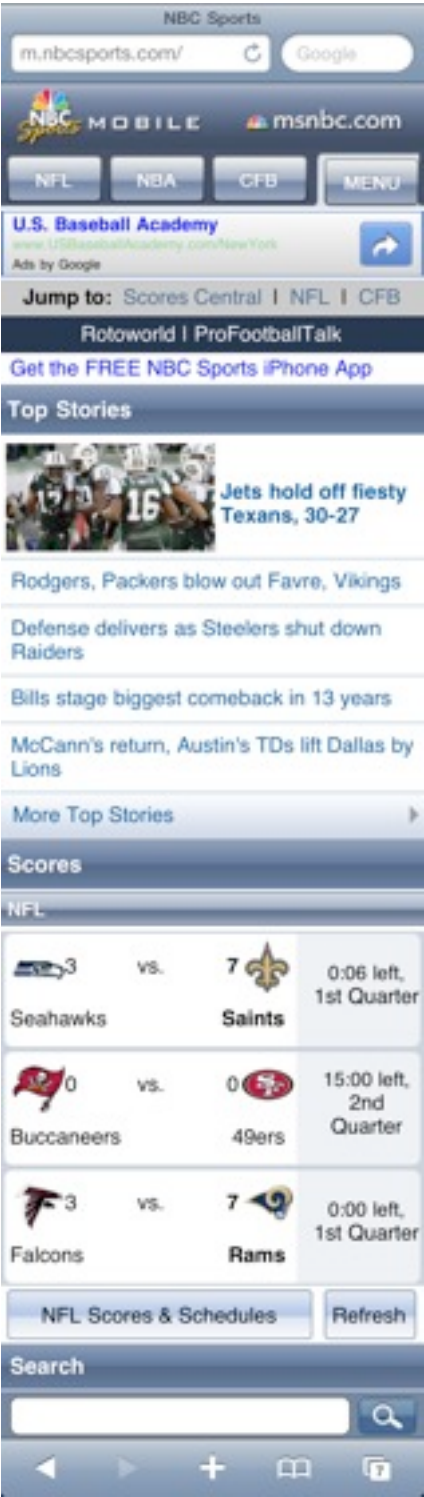 NBC Sports
m.nbcsports.com/ Google
NBC Sports MOBILE msnbc.com
NFL NBA CFB MENU
U.S. Baseball Academy
www.USBaseballAcademy.com/NewYork
Ads by Google
Jump to: Scores Central | NFL | CFB
Rotoworld | ProFootballTalk
Get the FREE NBC Sports iPhone App
Top Stories
17 16
Jets hold off fiesty
Texans, 30-27
Rodgers, Packers blow out Favre, Vikings
Defense delivers as Steelers shut down
Raiders
Bills stage biggest comeback in 13 years
McCann's return, Austin's TDs lift Dallas by
Lions
More Top Stories
Scores
NFL
3 vs. 7
Seahawks Saints
0:06 left,
1st Quarter
0 vs. 0
Buccaneers 49ers
15:00 left,
2nd
Quarter
3 vs. 7
Falcons Rams
0:00 left,
1st Quarter
NFL Scores & Schedules Refresh
Search
7